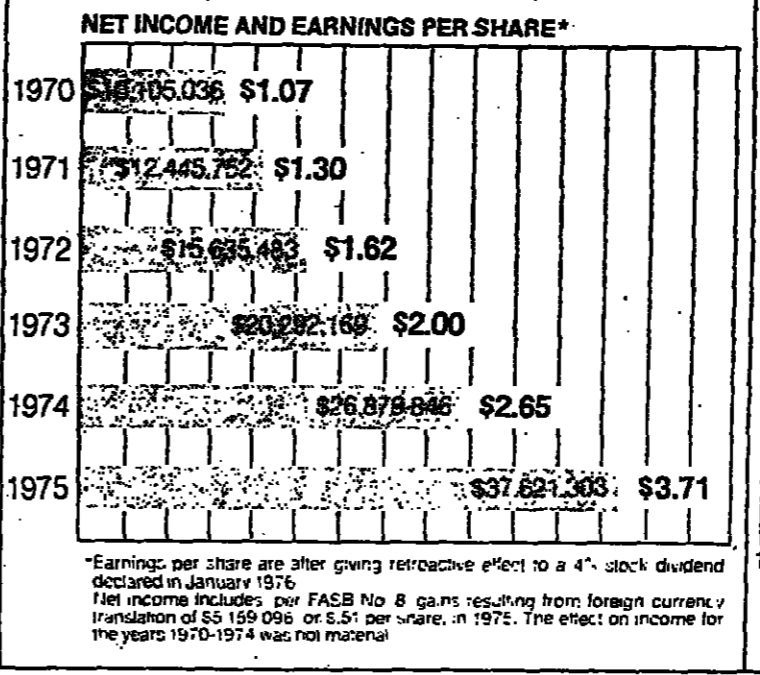 NET INCOME AND EARNINGS PER SHARE*
1970 $10,105,036 $1.07
1971 $12,445,752 $1.30
1972 $15,635,483 $1.62
1973 $20,292,169 $2.00
1974 $26,879,846 $2.65
1975 $37,621,303 $3.71
*Earnings per share are after giving retroactive effect to a 4% stock dividend
declared in January 1976
Net income includes per FASB No 8 gains resulting from foreign currency
translation of $5 159 096 or $.51 per share, in 1975. The effect on income for
the years 1970-1974 was not material